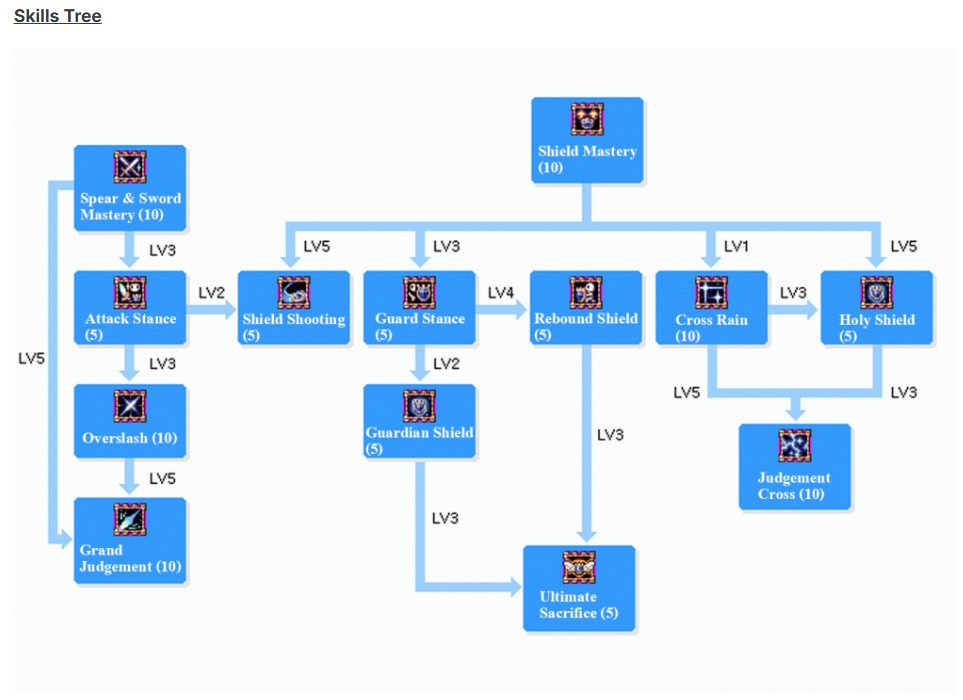 Skills Tree
Shield Mastery
(10)
Spear & Sword
Mastery (10)
LV3
LV5
LV3
LV1
LV5
Attack Stance
(5)
LV2
Shield Shooting
(5)
Guard Stance
(5)
LV4
Rebound Shield
(5)
Cross Rain
(10)
LV3
Holy Shield
(5)
LV5
LV3
LV2
LV5
LV3
Overslash (10)
Guardian Shield
(5)
LV3
LV5
Judgement
Cross (10)
LV3
Grand
Judgement (10)
Ultimate
Sacrifice (5)